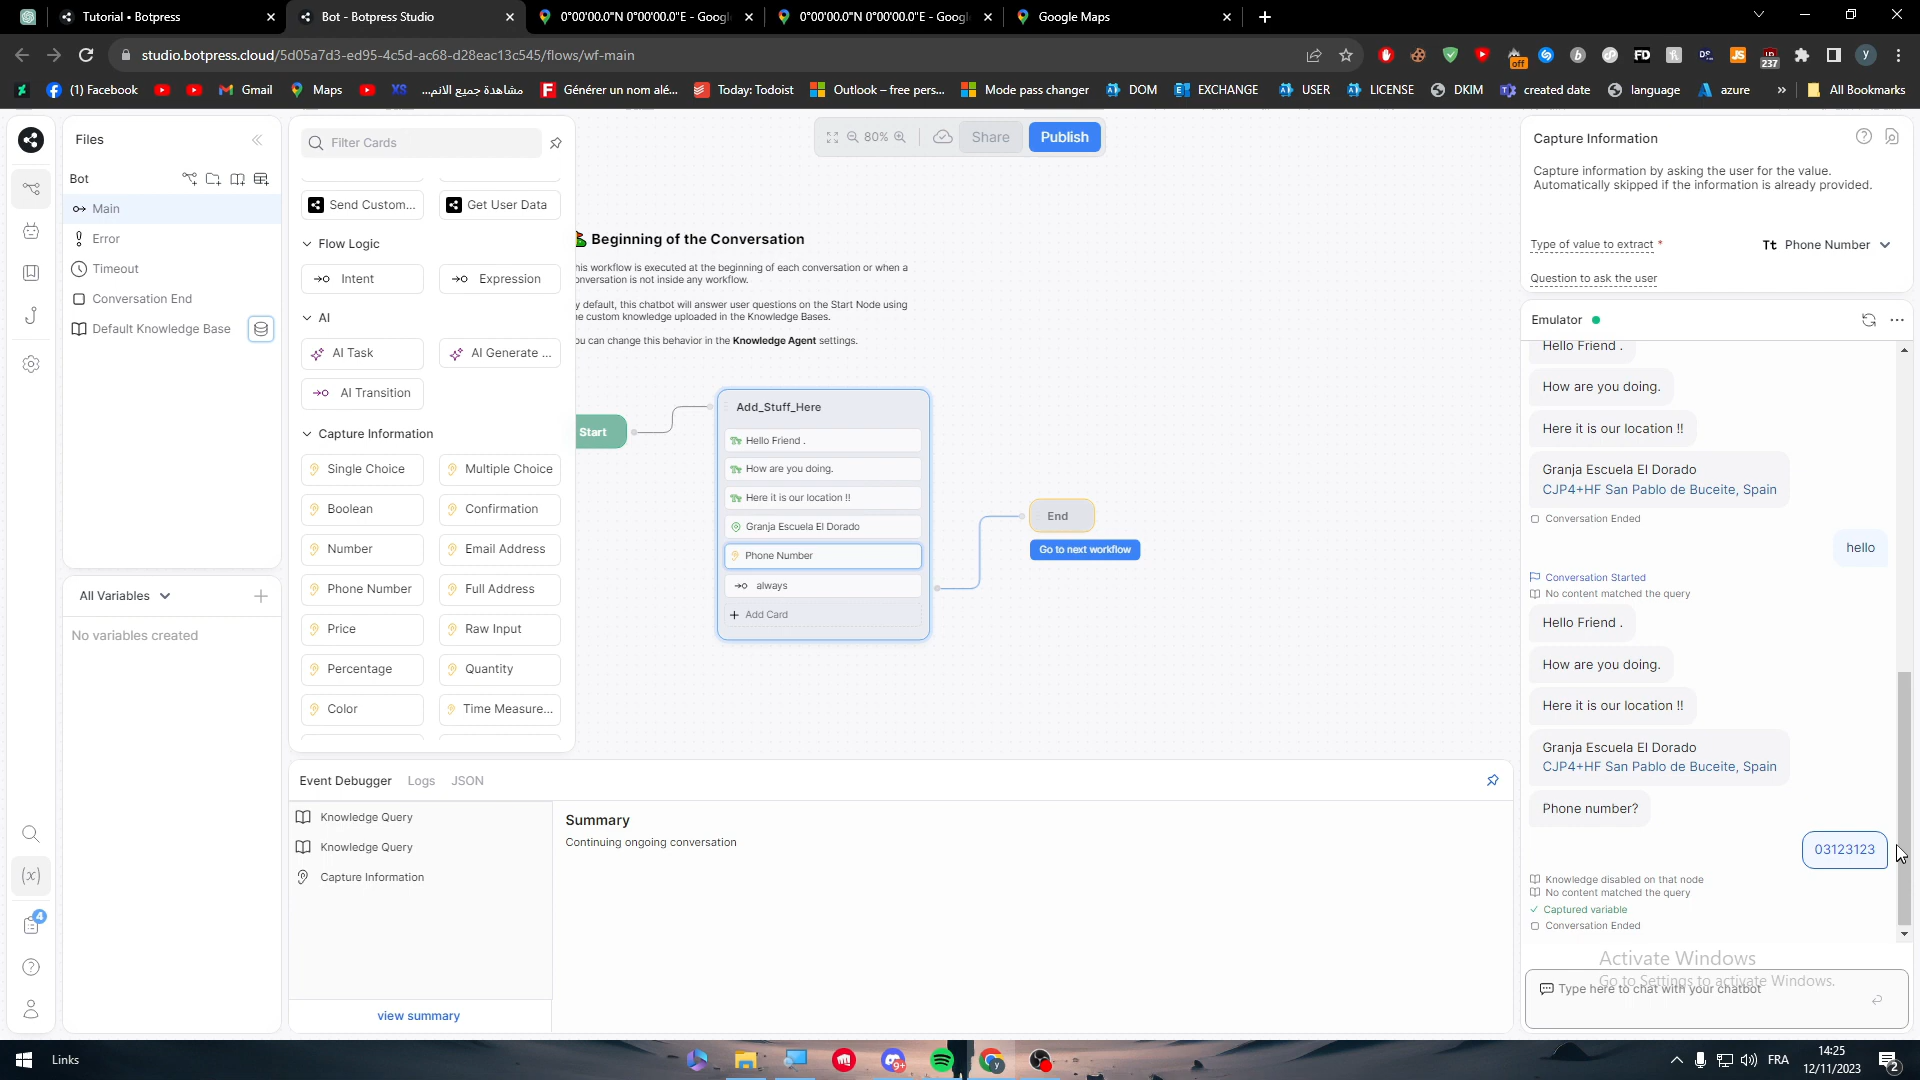 Tutorial • Botpress
Bot - Botpress Studio
0°00'00.0"N 0°00'00.0"E - Googl
0°00'00.0"N 0°00'00.0"E - Googl
Google Maps
studio.botpress.cloud/5d05a7d3-ed95-4c5d-ac68-d28eac13c545/flows/wf-main
off
FD
JS
237
y
(1) Facebook
Gmail
Maps
XS
مشاهدة جميع الانم...
Générer un nom alé...
Today: Todoist
Outlook – free pers...
Mode pass changer
DOM
EXCHANGE
USER
LICENSE
DKIM
created date
language
azure
»
All Bookmarks
Files
Bot
Main
Error
Timeout
Conversation End
Default Knowledge Base
All Variables
No variables created
(x)
4
Filter Cards
Send Custom...
Get User Data
Flow Logic
Intent
Expression
AI
AI Task
AI Generate ...
AI Transition
Capture Information
Single Choice
Multiple Choice
Boolean
Confirmation
Number
Email Address
Phone Number
Full Address
Price
Raw Input
Percentage
Quantity
Color
Time Measure...
80%
Share
Publish
Beginning of the Conversation
his workflow is executed at the beginning of each conversation or when a
onversation is not inside any workflow.
y default, this chatbot will answer user questions on the Start Node using
e custom knowledge uploaded in the Knowledge Bases.
ou can change this behavior in the Knowledge Agent settings.
Start
Add_Stuff_Here
Hello Friend .
How are you doing.
Here it is our location !!
Granja Escuela El Dorado
Phone Number
always
Add Card
End
Go to next workflow
Event Debugger
Logs
JSON
Knowledge Query
Knowledge Query
Capture Information
view summary
Summary
Continuing ongoing conversation
Capture Information
Capture information by asking the user for the value.
Automatically skipped if the information is already provided.
Type of value to extract *
Tt Phone Number
Question to ask the user
Emulator
Hello Friend .
How are you doing.
Here it is our location !!
Granja Escuela El Dorado
CJP4+HF San Pablo de Buceite, Spain
Conversation Ended
hello
Conversation Started
No content matched the query
Hello Friend .
How are you doing.
Here it is our location !!
Granja Escuela El Dorado
CJP4+HF San Pablo de Buceite, Spain
Phone number?
03123123
Knowledge disabled on that node
No content matched the query
Captured variable
Conversation Ended
Activate Windows
Go to Settings to activate Windows.
Type here to chat with your chatbot
Links
9+
FRA
14:25
12/11/2023
2